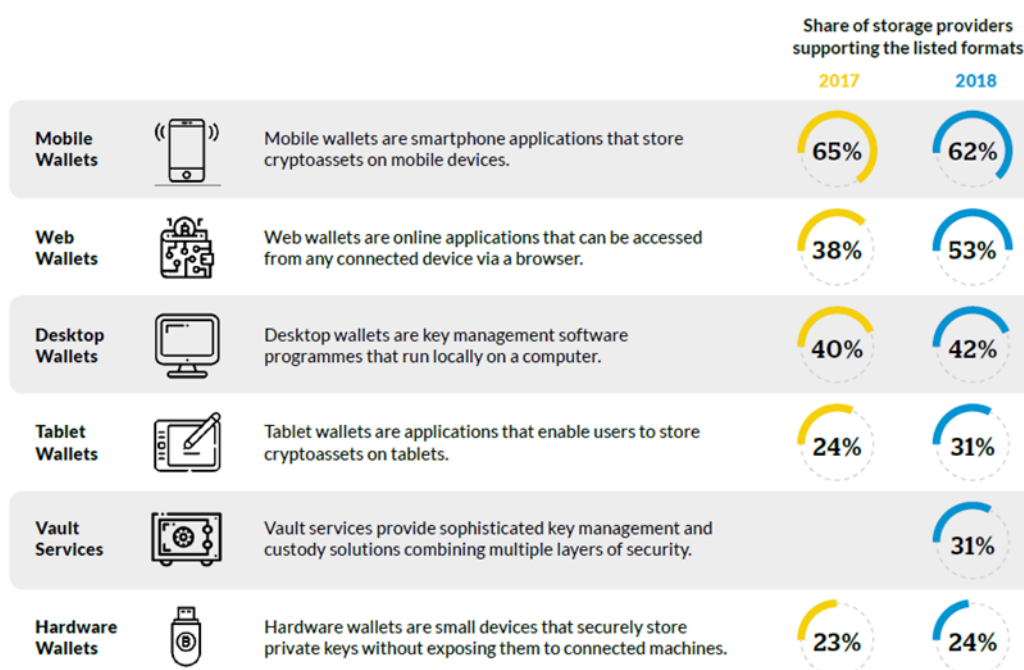 Share of storage providers
supporting the listed formats
2017 2018
Mobile
Wallets
Mobile wallets are smartphone applications that store
cryptoassets on mobile devices.
65% 62%
Web
Wallets
Web wallets are online applications that can be accessed
from any connected device via a browser.
38% 53%
Desktop
Wallets
Desktop wallets are key management software
programmes that run locally on a computer.
40% 42%
Tablet
Wallets
Tablet wallets are applications that enable users to store
cryptoassets on tablets.
24% 31%
Vault
Services
Vault services provide sophisticated key management and
custody solutions combining multiple layers of security.
31%
Hardware
Wallets
Hardware wallets are small devices that securely store
private keys without exposing them to connected machines.
23% 24%